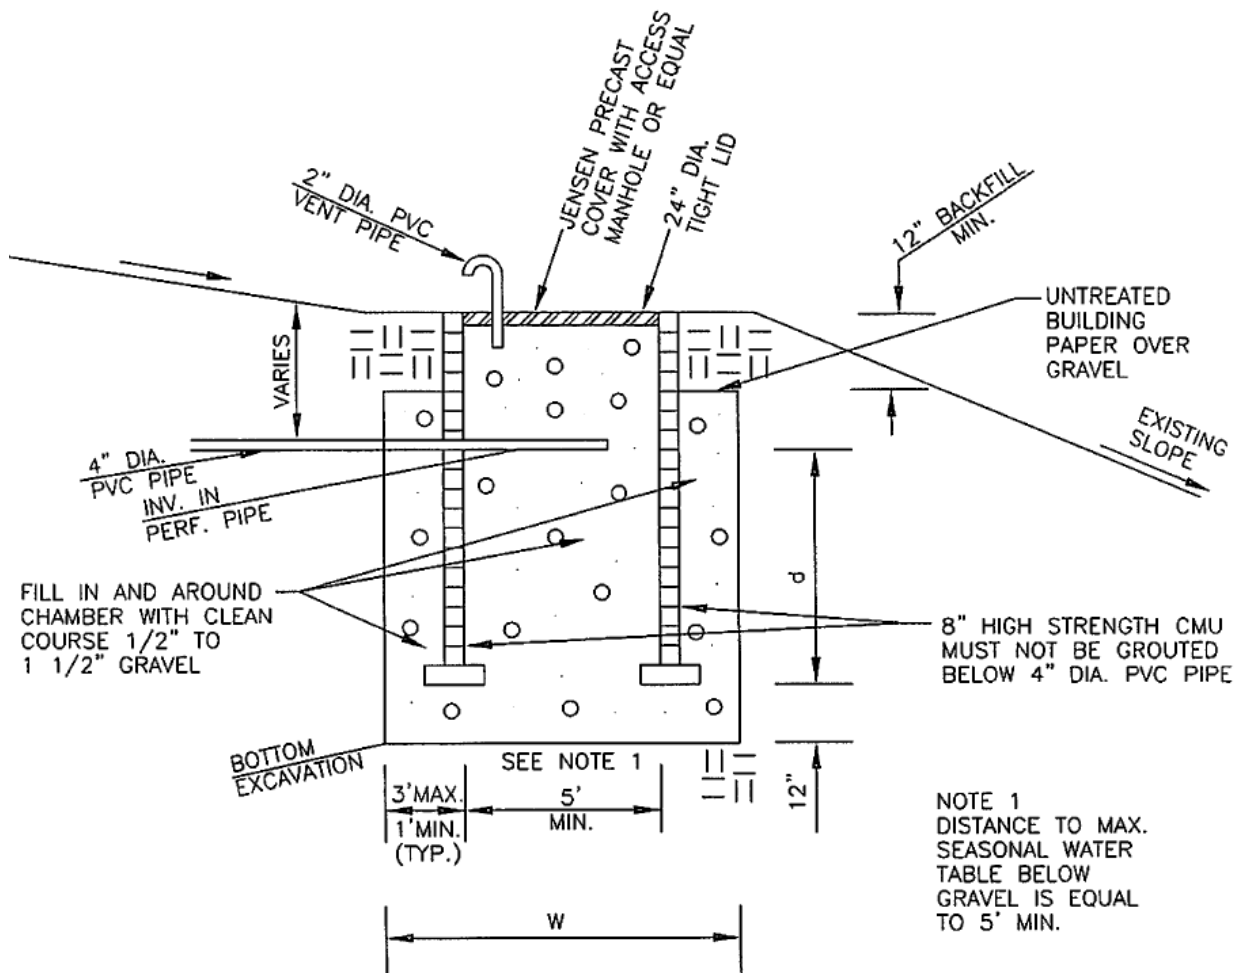 JENSEN PRECAST
COVER WITH ACCESS
MANHOLE OR EQUAL
24" DIA.
TIGHT LID
2" DIA. PVC
VENT PIPE
12" BACKFILL
MIN.
UNTREATED
BUILDING
PAPER OVER
GRAVEL
VARIES
EXISTING
SLOPE
4" DIA.
PVC PIPE
INV. IN
PERF. PIPE
FILL IN AND AROUND
CHAMBER WITH CLEAN
COURSE 1/2" TO
1 1/2" GRAVEL
d
8" HIGH STRENGTH CMU
MUST NOT BE GROUTED
BELOW 4" DIA. PVC PIPE
BOTTOM
EXCAVATION
SEE NOTE 1
3'MAX.
1'MIN.
(TYP.)
5'
MIN.
12"
NOTE 1
DISTANCE TO MAX.
SEASONAL WATER
TABLE BELOW
GRAVEL IS EQUAL
TO 5' MIN.
W